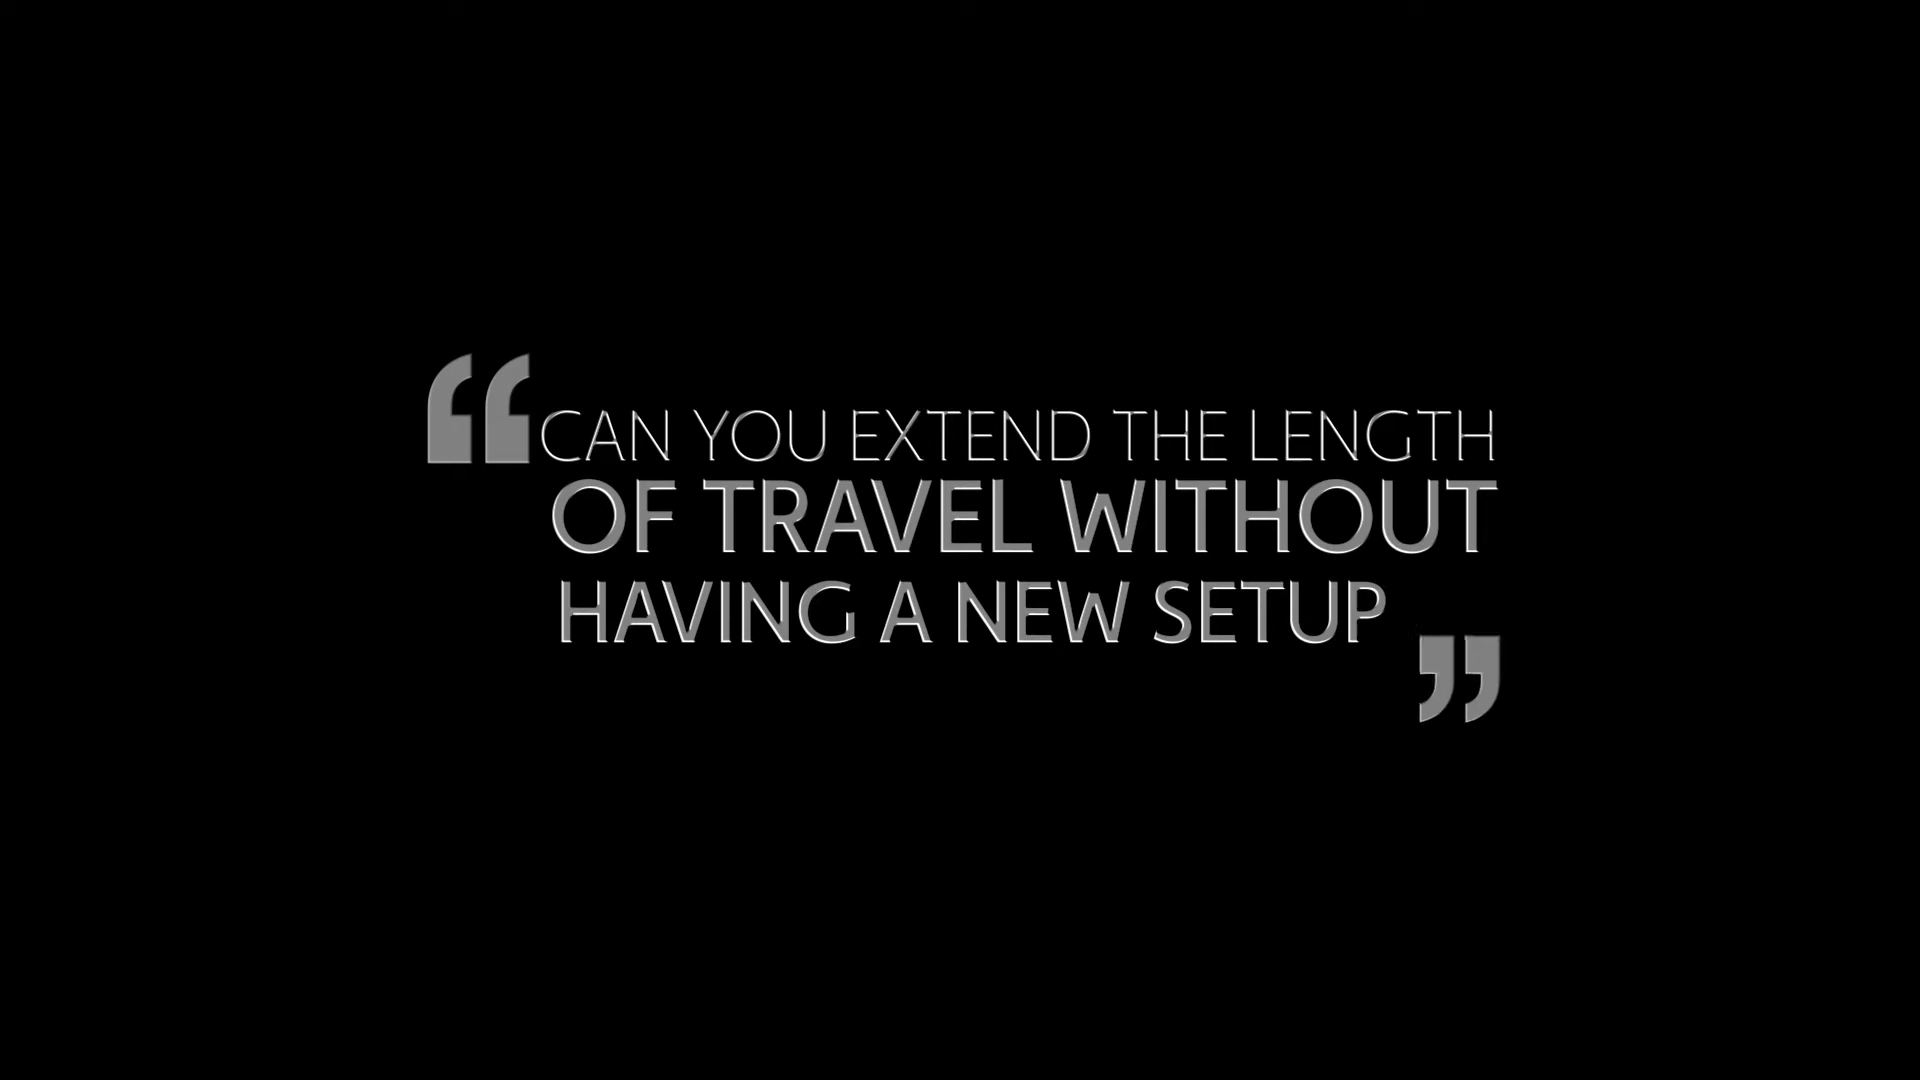 “CAN YOU EXTEND THE LENGTH
OF TRAVEL WITHOUT
HAVING A NEW SETUP”